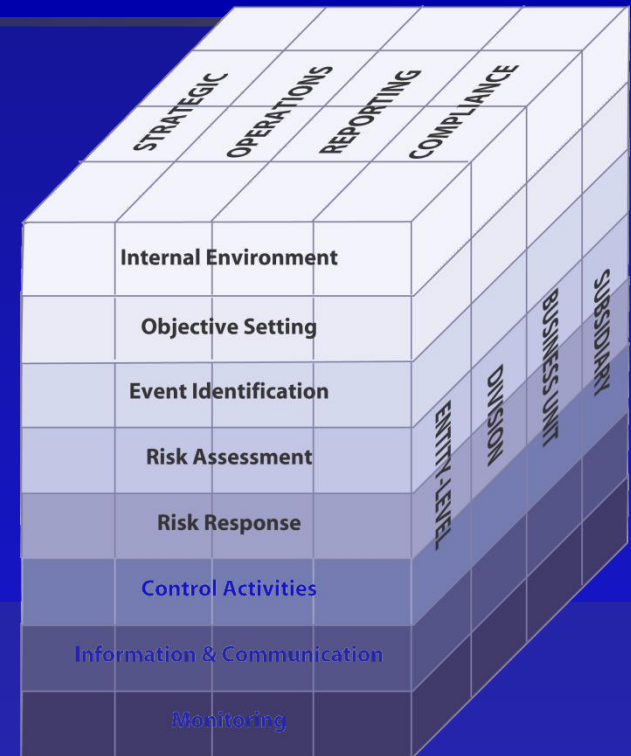 STRATEGIC
OPERATIONS
REPORTING
COMPLIANCE
Internal Environment
Objective Setting
Event Identification
Risk Assessment
Risk Response
Control Activities
Information & Communication
Monitoring
ENTITY-LEVEL
DIVISION
BUSINESS UNIT
SUBSIDIARY